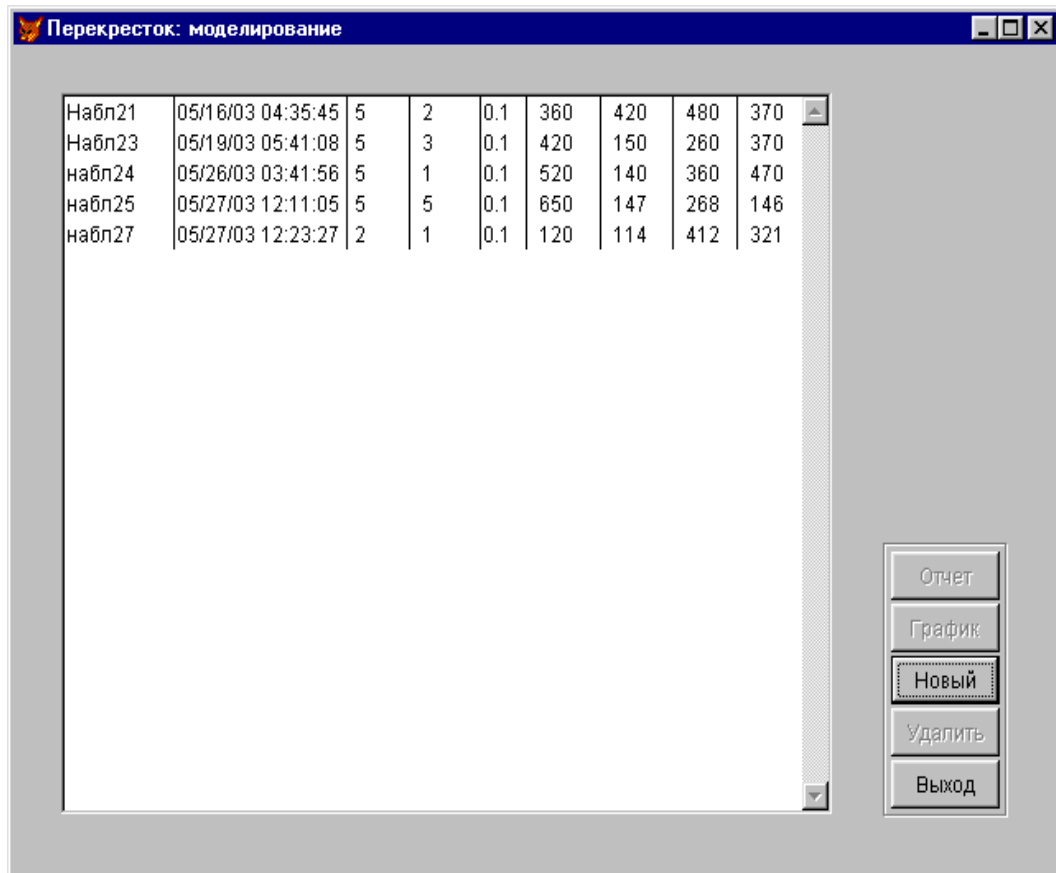 Перекресток: моделирование
Набл21 05/16/03 04:35:45 5 2 0.1 360 420 480 370
Набл23 05/19/03 05:41:08 5 3 0.1 420 150 260 370
набл24 05/26/03 03:41:56 5 1 0.1 520 140 360 470
набл25 05/27/03 12:11:05 5 5 0.1 650 147 268 146
набл27 05/27/03 12:23:27 2 1 0.1 120 114 412 321
Отчет
График
Новый
Удалить
Выход